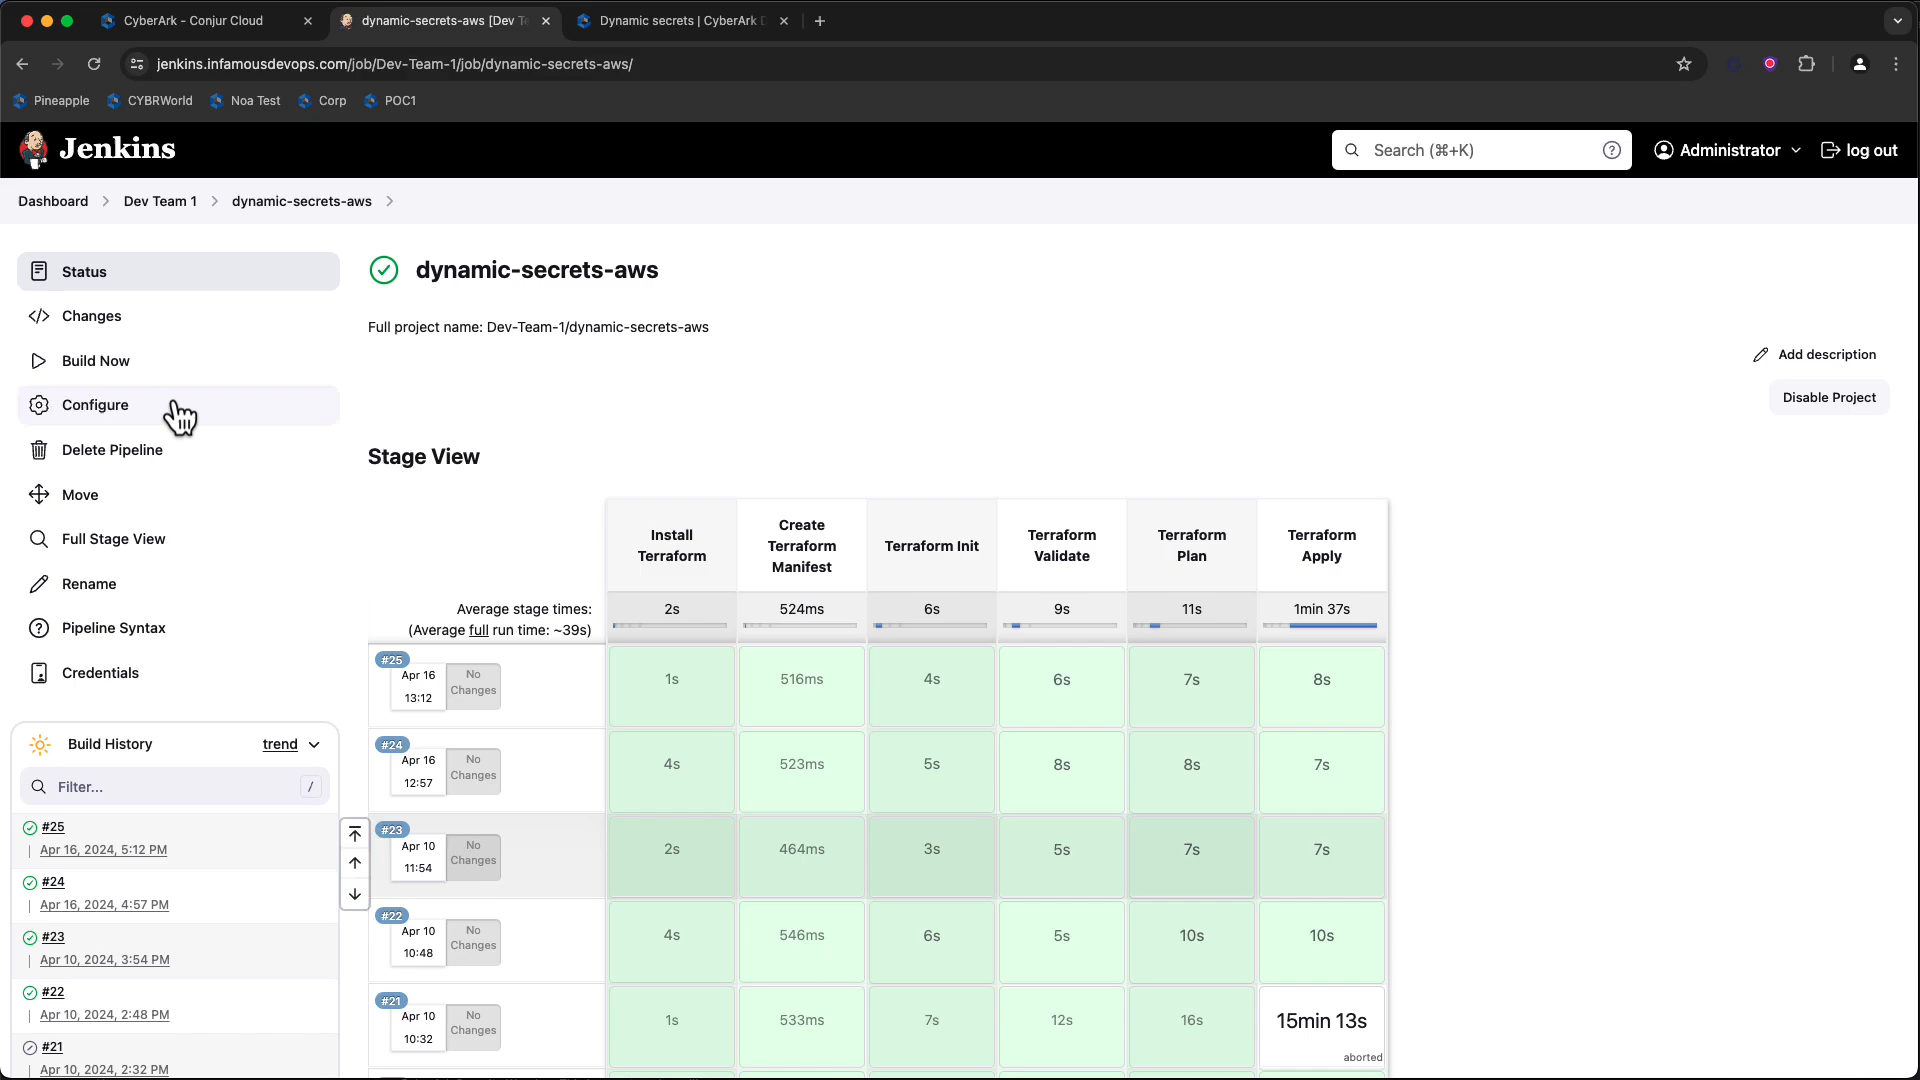 CyberArk - Conjur Cloud
dynamic-secrets-aws [Dev Te
Dynamic secrets | CyberArk D
jenkins.infamousdevops.com/job/Dev-Team-1/job/dynamic-secrets-aws/
Pineapple
CYBRWorld
Noa Test
Corp
POC1
Jenkins
Search (⌘+K)
Administrator
log out
Dashboard
Dev Team 1
dynamic-secrets-aws
Status
Changes
Build Now
Configure
Delete Pipeline
Move
Full Stage View
Rename
Pipeline Syntax
Credentials
Build History
trend
Filter...
/
#25
Apr 16, 2024, 5:12 PM
#24
Apr 16, 2024, 4:57 PM
#23
Apr 10, 2024, 3:54 PM
#22
Apr 10, 2024, 2:48 PM
#21
Apr 10, 2024, 2:32 PM
dynamic-secrets-aws
Full project name: Dev-Team-1/dynamic-secrets-aws
Add description
Disable Project
Stage View
Install
Terraform
Create
Terraform
Manifest
Terraform Init
Terraform
Validate
Terraform
Plan
Terraform
Apply
Average stage times:
(Average full run time: ~39s)
2s
524ms
6s
9s
11s
1min 37s
#25
Apr 16
13:12
No
Changes
1s
516ms
4s
6s
7s
8s
#24
Apr 16
12:57
No
Changes
4s
523ms
5s
8s
8s
7s
#23
Apr 10
11:54
No
Changes
2s
464ms
3s
5s
7s
7s
#22
Apr 10
10:48
No
Changes
4s
546ms
6s
5s
10s
10s
#21
Apr 10
10:32
No
Changes
1s
533ms
7s
12s
16s
15min 13s
aborted